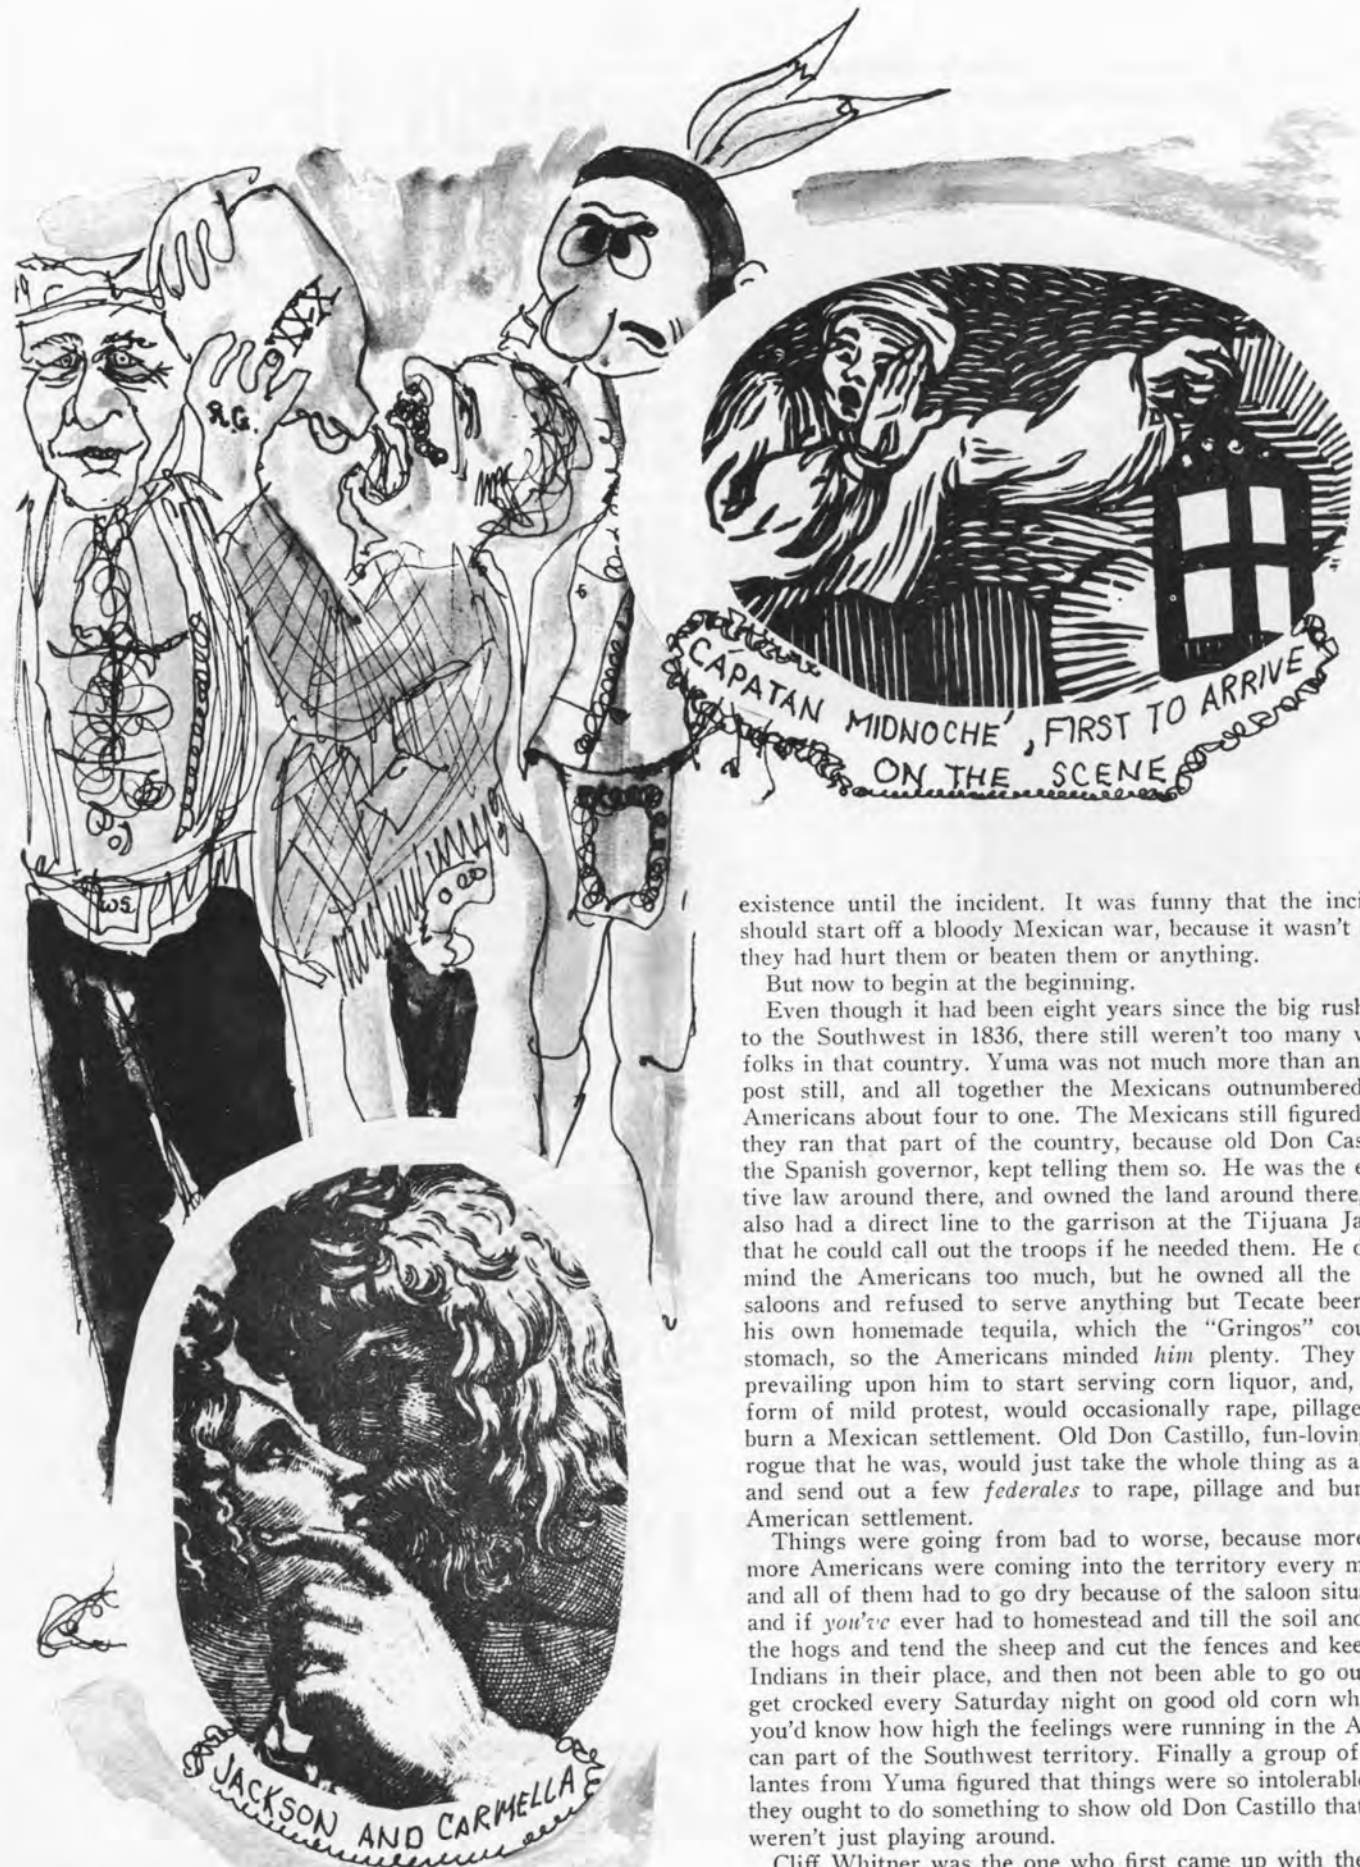 XXX
R.G.
CAPATAN MIDNOCHE', FIRST TO ARRIVE
ON THE SCENE
WS
existence until the incident. It was funny that the inci
should start off a bloody Mexican war, because it wasn't
they had hurt them or beaten them or anything.
But now to begin at the beginning.
Even though it had been eight years since the big rush
to the Southwest in 1836, there still weren't too many
folks in that country. Yuma was not much more than an
post still, and all together the Mexicans outnumbered
Americans about four to one. The Mexicans still figured
they ran that part of the country, because old Don Cas
the Spanish governor, kept telling them so. He was the e
tive law around there, and owned the land around there
also had a direct line to the garrison at the Tijuana Ja
that he could call out the troops if he needed them. He
mind the Americans too much, but he owned all the
saloons and refused to serve anything but Tecate beer
his own homemade tequila, which the "Gringos" cou
stomach, so the Americans minded him plenty. They
prevailing upon him to start serving corn liquor, and,
form of mild protest, would occasionally rape, pillage
burn a Mexican settlement. Old Don Castillo, fun-loving
rogue that he was, would just take the whole thing as a
and send out a few federales to rape, pillage and bur
American settlement.
Things were going from bad to worse, because more
more Americans were coming into the territory every m
and all of them had to go dry because of the saloon situ
and if you've ever had to homestead and till the soil and
the hogs and tend the sheep and cut the fences and kee
Indians in their place, and then not been able to go ou
get crocked every Saturday night on good old corn wh
you'd know how high the feelings were running in the A
can part of the Southwest territory. Finally a group of
lantes from Yuma figured that things were so intolerable
they ought to do something to show old Don Castillo that
weren't just playing around.
Cliff Whitner was the one who first came up with the
JACKSON AND CARMELLA